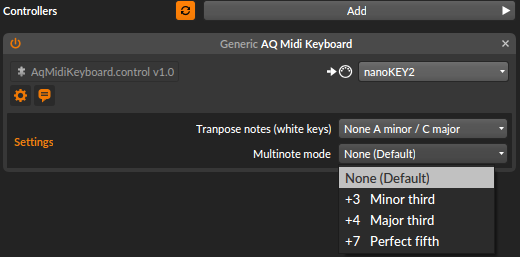 Controllers
Add
Generic AQ Midi Keyboard
AqMidiKeyboard.control v1.0
nanoKEY2
Tranpose notes (white keys)
None A minor / C major
Settings
Multinote mode
None (Default)
None (Default)
+3 Minor third
+4 Major third
+7 Perfect fifth